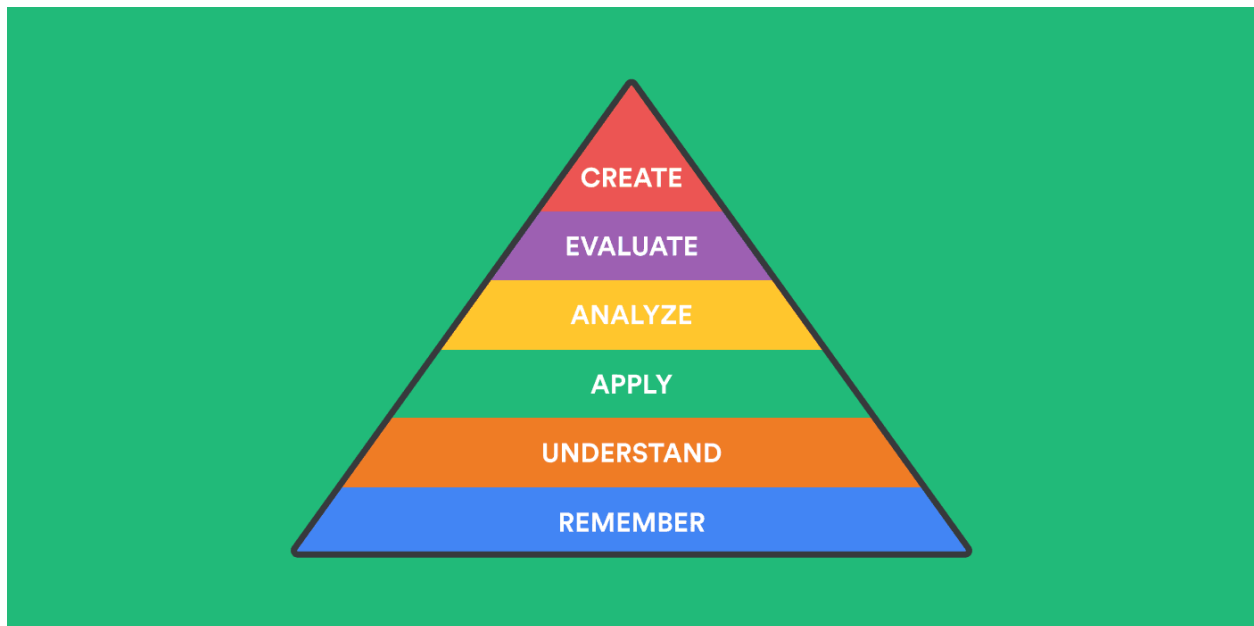 CREATE
EVALUATE
ANALYZE
APPLY
UNDERSTAND
REMEMBER